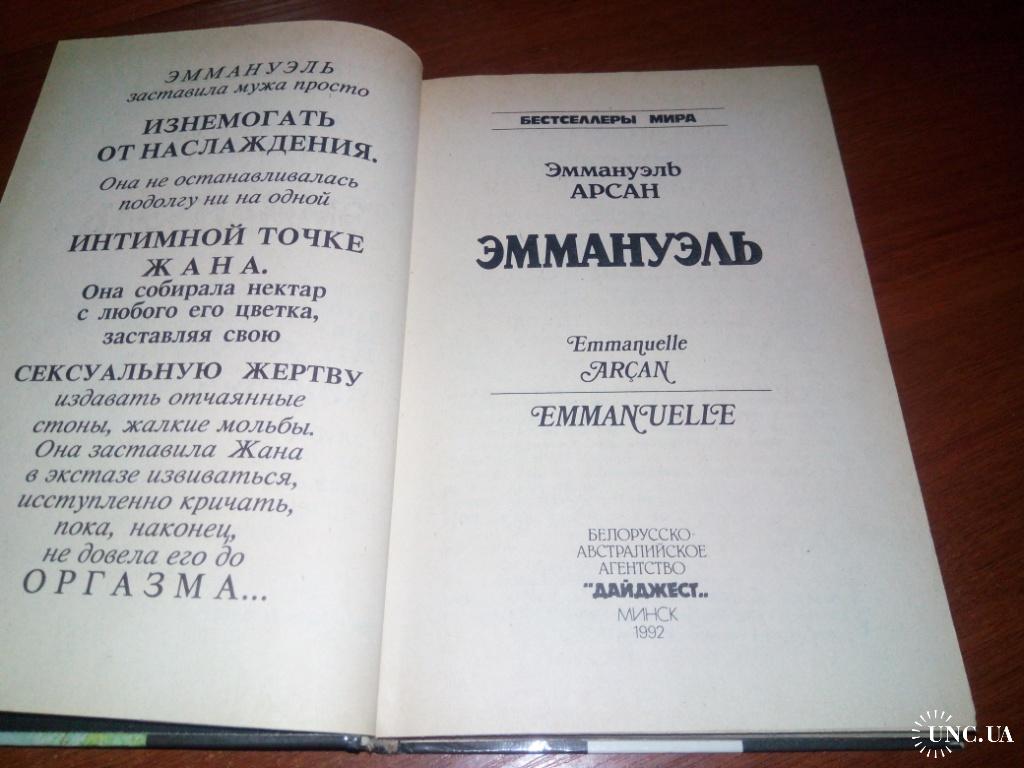 ЭММАНУЭЛЬ
заставила мужа просто
ИЗНЕМОГАТЬ
ОТ НАСЛАЖДЕНИЯ.
Она не останавливалась
подолгу ни на одной
ИНТИМНОЙ ТОЧКЕ
ЖАНА.
Она собирала нектар
с любого его цветка,
заставляя свою
СЕКСУАЛЬНУЮ ЖЕРТВУ
издавать отчаянные
стоны, жалкие мольбы.
Она заставила Жана
в экстазе извиваться,
исступленно кричать,
пока, наконец,
не довела его до
ОРГАЗМА...
БЕСТСЕЛЛЕРЫ МИРА
Эммануэль
АРСАН
ЭММАНУЭЛЬ
Emmanuelle
ARÇAN
EMMANUELLE
БЕЛОРУССКО-
АВСТРАЛИЙСКОЕ
АГЕНТСТВО
"ДАЙДЖЕСТ"
МИНСК
1992
UNC.UA